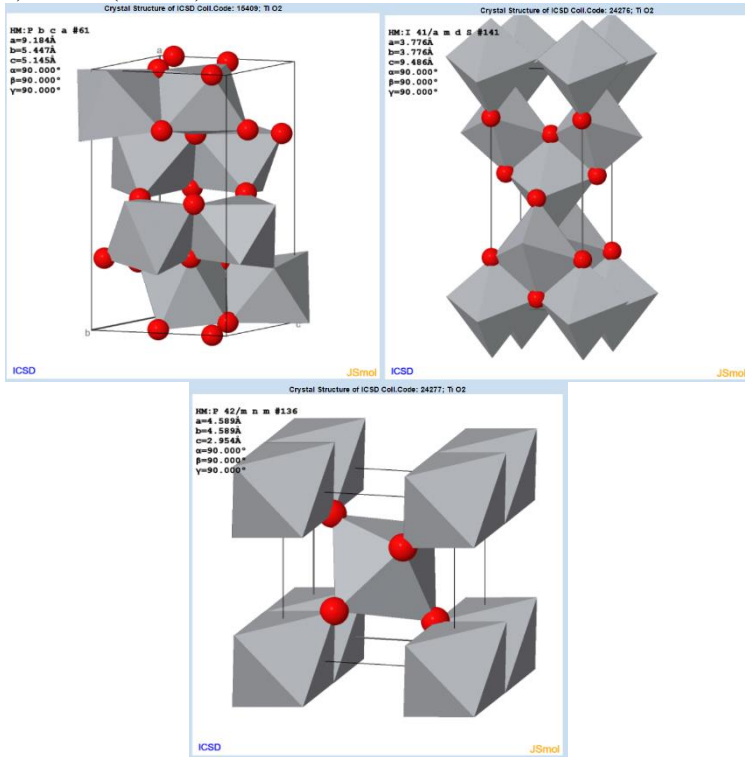 Crystal Structure of ICSD Coll.Code: 15409; Ti O2
HM:P b c a #61
a=9.184Å
b=5.447Å
c=5.145Å
α=90.000°
β=90.000°
γ=90.000°
a
b
c
ICSD
JSmol
Crystal Structure of ICSD Coll.Code: 24276; Ti O2
HM:I 41/a m d S #141
a=3.776Å
b=3.776Å
c=9.486Å
α=90.000°
β=90.000°
γ=90.000°
ICSD
JSmol
Crystal Structure of ICSD Coll.Code: 24277; Ti O2
HM:P 42/m n m #136
a=4.589Å
b=4.589Å
c=2.954Å
α=90.000°
β=90.000°
γ=90.000°
ICSD
JSmol